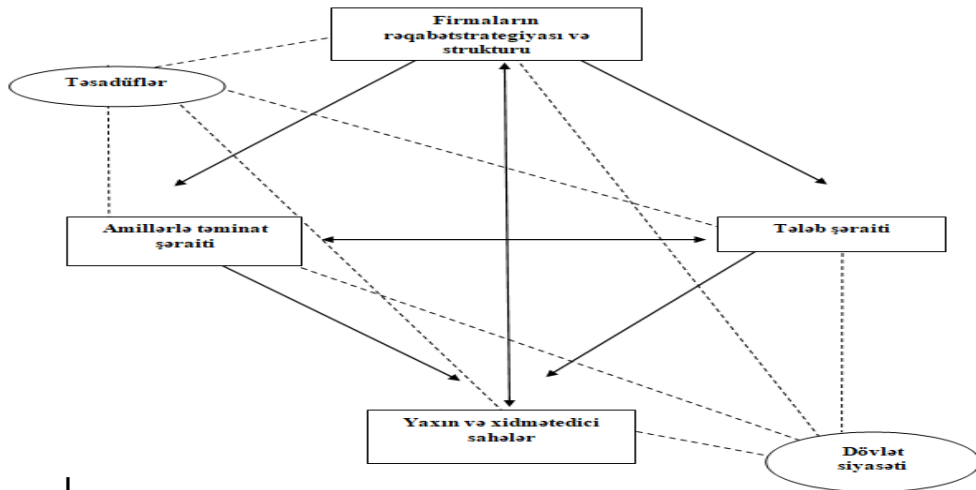 Firmaların
rəqabətstrategiyası və
strukturu
Təsadüflər
Amillərlə təminat
şəraiti
Tələb şəraiti
Yaxın və xidmətedici
sahələr
Dövlət
siyasəti